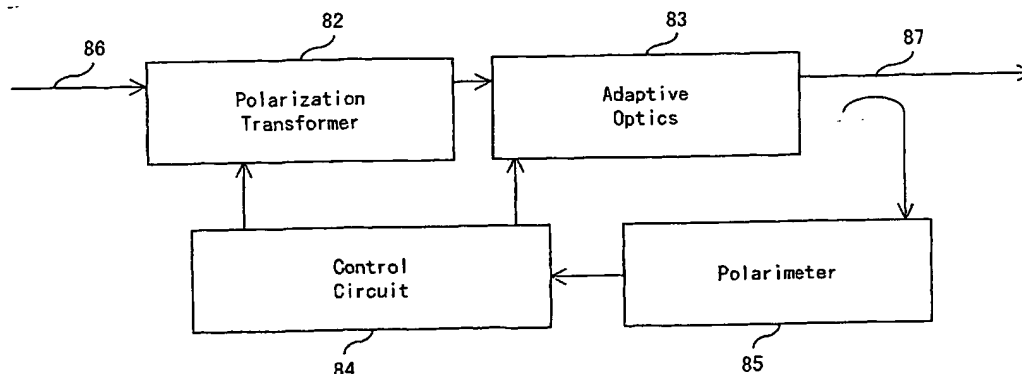 82
83
86
87
Polarization
Transformer
Adaptive
Optics
Control
Circuit
Polarimeter
84
85